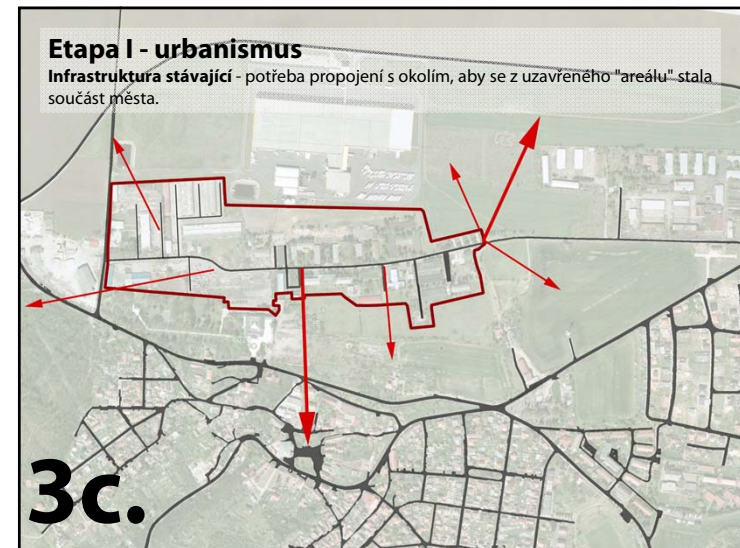 Etapa I - urbanismus
Infrastruktura stávající - potřeba propojení s okolím, aby se z uzavřeného "areálu" stala
součást města.
3c.